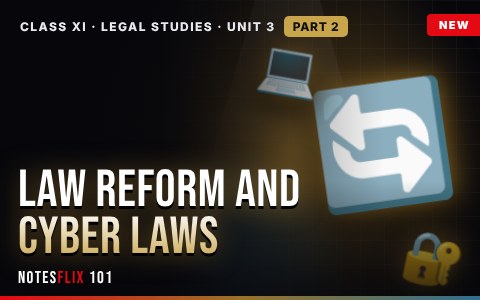 CLASS XI · LEGAL STUDIES · UNIT 3 PART 2
NEW
LAW REFORM AND
CYBER LAWS
NOTESFLIX 101